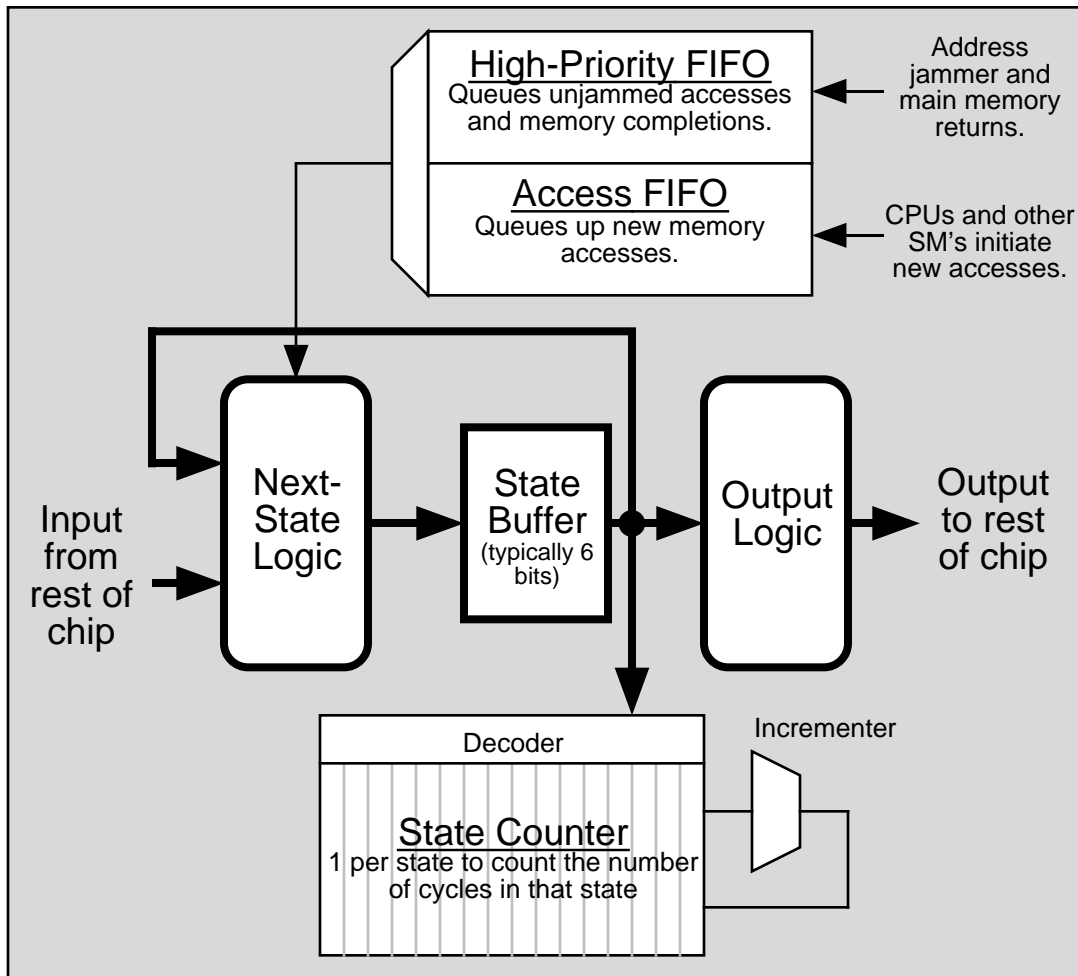 High-Priority FIFO
Queues unjammed accesses
and memory completions.
Address
jammer and
main memory
returns.
Access FIFO
Queues up new memory
accesses.
CPUs and other
SM's initiate
new accesses.
Input
from
rest of
chip
Next-
State
Logic
State
Buffer
(typically 6
bits)
Output
Logic
Output
to rest
of chip
Decoder
Incrementer
State Counter
1 per state to count the number
of cycles in that state